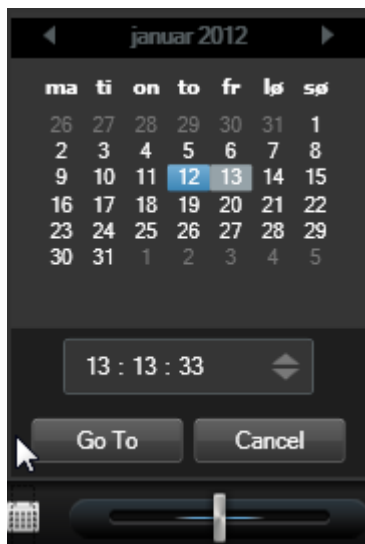 januar 2012
ma ti on to fr lø sø
26 27 28 29 30 31 1
2 3 4 5 6 7 8
9 10 11 12 13 14 15
16 17 18 19 20 21 22
23 24 25 26 27 28 29
30 31 1 2 3 4 5
13 : 13 : 33
Go To Cancel